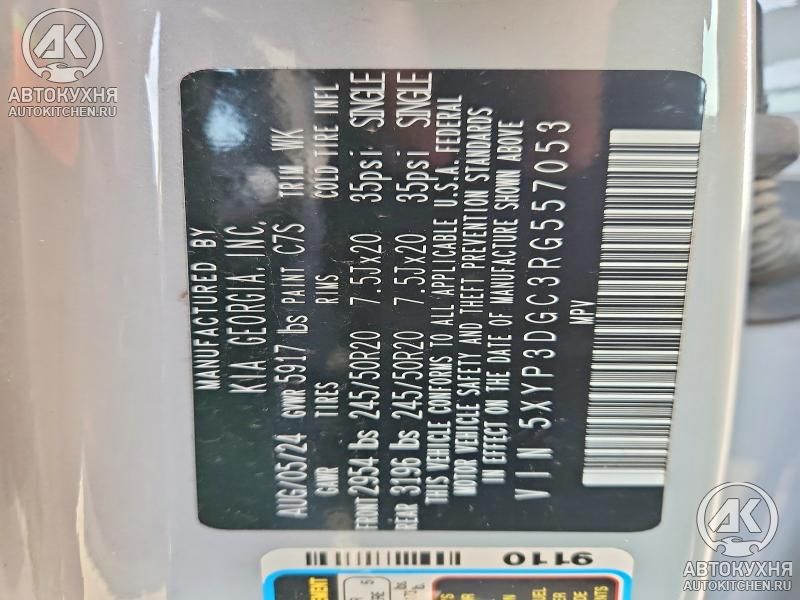 MANUFACTURED BY
KIA GEORGIA, INC.
AUG/05/24 GVWR 5917 lbs PAINT C7S TRIM WK
GAWR TIRES RIMS COLD TIRE INFL
FRONT 2954 lbs 245/50R20 7.5Jx20 35psi SINGLE
REAR 3196 lbs 245/50R20 7.5Jx20 35psi SINGLE
THIS VEHICLE CONFORMS TO ALL APPLICABLE U.S.A. FEDERAL
MOTOR VEHICLE SAFETY AND THEFT PREVENTION STANDARDS
IN EFFECT ON THE DATE OF MANUFACTURE SHOWN ABOVE
VIN 5XYP3DGC3RG557053
MPV
9110
AK
АВТОКУХНЯ
AUTOKITCHEN.RU
AK
АВТОКУХНЯ
AUTOKITCHEN.RU